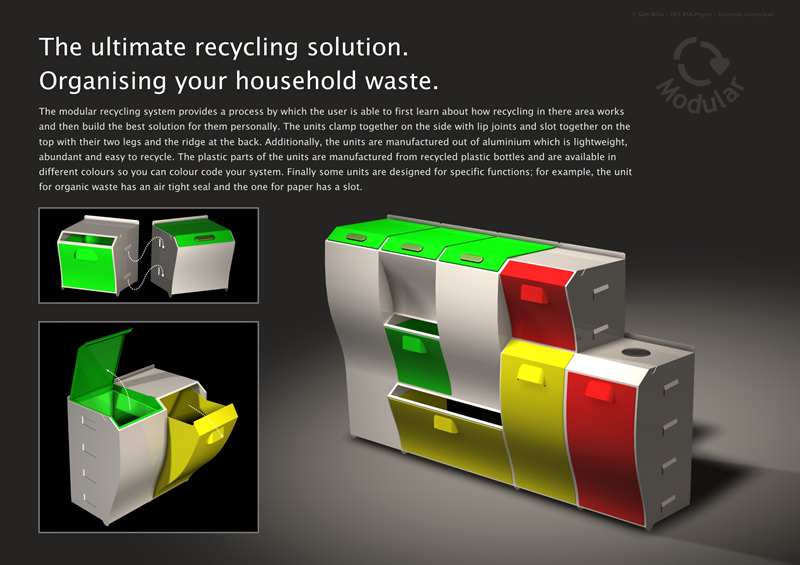 © Sam Mills - GP1 RSA Project - Domestic Greenscape
The ultimate recycling solution.
Organising your household waste.
Modular
The modular recycling system provides a process by which the user is able to first learn about how recycling in there area works
and then build the best solution for them personally. The units clamp together on the side with lip joints and slot together on the
top with their two legs and the ridge at the back. Additionally, the units are manufactured out of aluminium which is lightweight,
abundant and easy to recycle. The plastic parts of the units are manufactured from recycled plastic bottles and are available in
different colours so you can colour code your system. Finally some units are designed for specific functions; for example, the unit
for organic waste has an air tight seal and the one for paper has a slot.